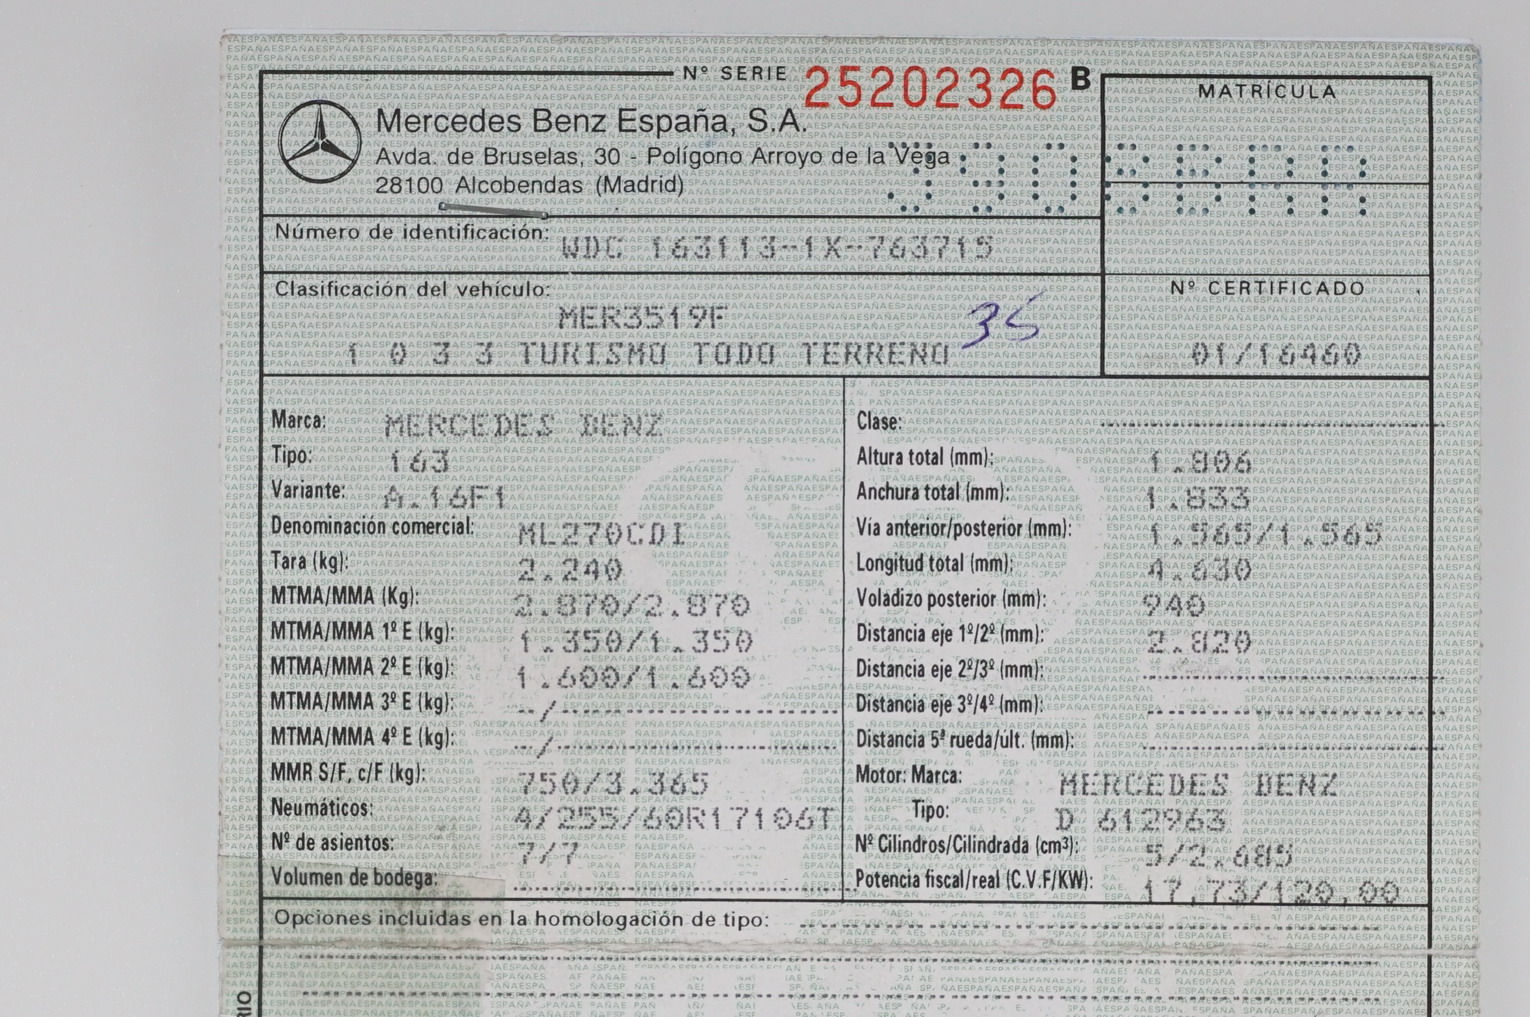 Nº SERIE 25202326 B
MATRÍCULA
Mercedes Benz España, S.A.
Avda. de Bruselas, 30 - Polígono Arroyo de la Vega
28100 Alcobendas (Madrid)
Número de identificación: WDC 163113-1X-763715
Clasificación del vehículo:
Nº CERTIFICADO
MER3519F
35
1 0 3 3 TURISMO TODO TERRENO
01/16460
Marca: MERCEDES BENZ
Tipo: 163
Variante: A.16F1
Denominación comercial: ML270CDI
Tara (kg): 2.240
MTMA/MMA (Kg): 2.870/2.870
MTMA/MMA 1º E (kg): 1.350/1.350
MTMA/MMA 2º E (kg): 1.600/1.600
MTMA/MMA 3º E (kg): --/
MTMA/MMA 4º E (kg): --/
MMR S/F, c/F (kg): 750/3.365
Neumáticos: 4/255/60R17106T
Nº de asientos: 7/7
Volumen de bodega:
Clase:
Altura total (mm): 1.806
Anchura total (mm): 1.833
Vía anterior/posterior (mm): 1.565/1.565
Longitud total (mm): 4.630
Voladizo posterior (mm): 940
Distancia eje 1º/2º (mm): 2.820
Distancia eje 2º/3º (mm):
Distancia eje 3º/4º (mm):
Distancia 5ª rueda/últ. (mm):
Motor: Marca: MERCEDES BENZ
Tipo: D 612963
Nº Cilindros/Cilindrada (cm³): 5/2.685
Potencia fiscal/real (C.V.F/KW): 17,73/120,00
Opciones incluidas en la homologación de tipo: